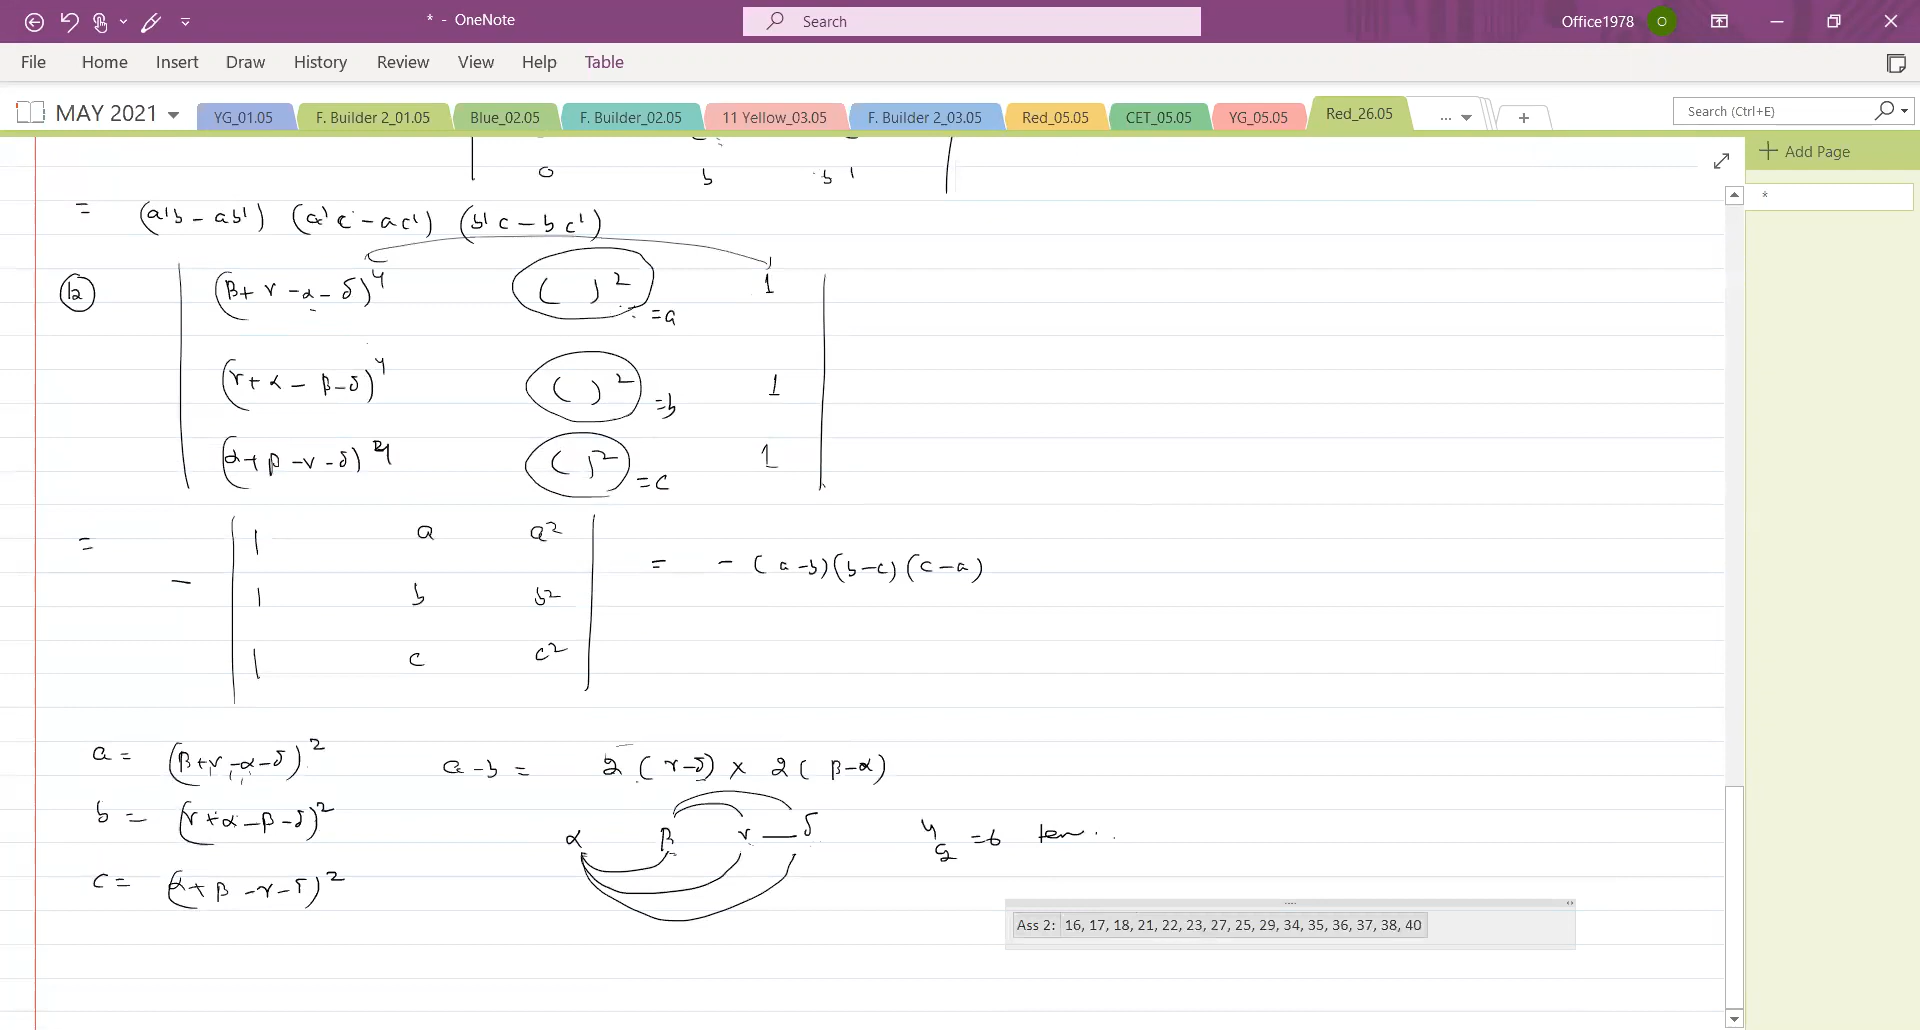 * - OneNote
Search
Office1978
O
File Home Insert Draw History Review View Help Table
MAY 2021
YG_01.05 F. Builder 2_01.05 Blue_02.05 F. Builder_02.05 11 Yellow_03.05 F. Builder 2_03.05 Red_05.05 CET_05.05 YG_05.05 Red_26.05 ... +
Search (Ctrl+E)
+ Add Page
*
0 b b'
= (a'b - ab') (a'c - ac') (b'c - bc')
12 (β+γ-α-δ)⁴ ( )² =a 1
(γ+α-β-δ)⁴ ( )² =b 1
(α+β-γ-δ)⁴ ( )² =c 1
= - | 1 a a² | = - (a-b)(b-c)(c-a)
1 b b²
1 c c²
a = (β+γ-α-δ)² a-b = 2(γ-δ) × 2(β-α)
b = (γ+α-β-δ)²
α β γ δ ⁴C₂ =6
c = (α+β-γ-δ)²
Ass 2: 16, 17, 18, 21, 22, 23, 27, 25, 29, 34, 35, 36, 37, 38, 40